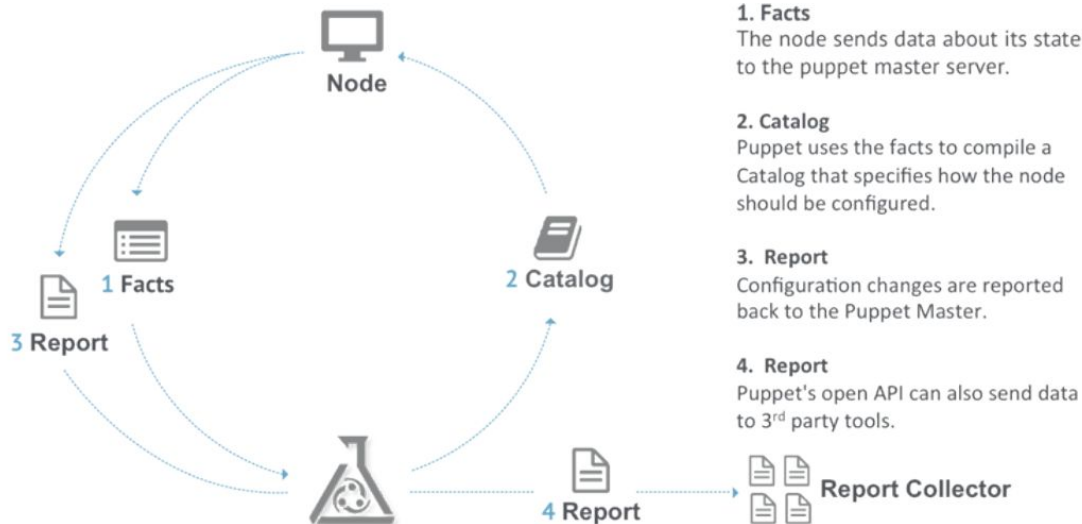 Node
1 Facts
2 Catalog
3 Report
4 Report
Report Collector
1. Facts
The node sends data about its state
to the puppet master server.
2. Catalog
Puppet uses the facts to compile a
Catalog that specifies how the node
should be configured.
3. Report
Configuration changes are reported
back to the Puppet Master.
4. Report
Puppet's open API can also send data
to 3rd party tools.